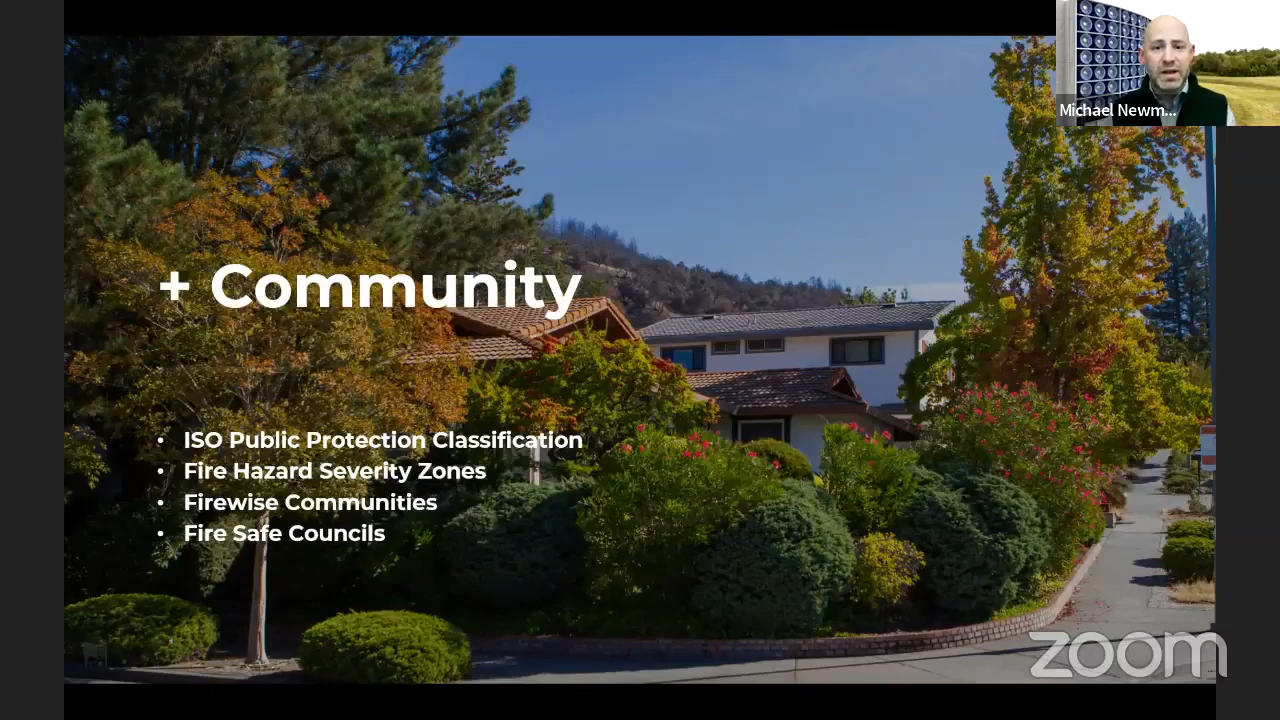 Michael Newm...
+ Community
• ISO Public Protection Classification
• Fire Hazard Severity Zones
• Firewise Communities
• Fire Safe Councils
zoom